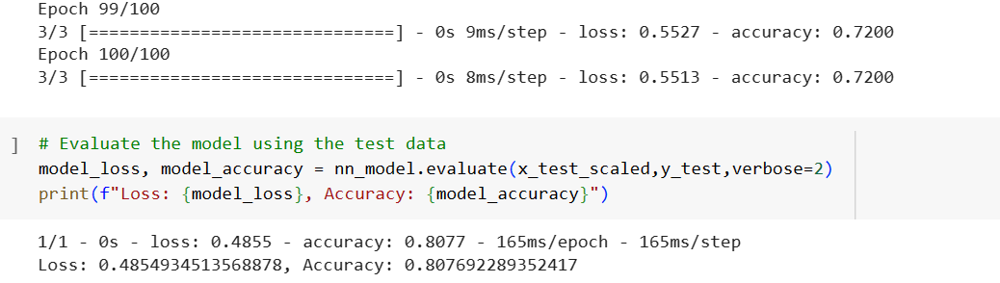 Epoch 99/100
3/3 [==============================] - 0s 9ms/step - loss: 0.5527 - accuracy: 0.7200
Epoch 100/100
3/3 [==============================] - 0s 8ms/step - loss: 0.5513 - accuracy: 0.7200
] # Evaluate the model using the test data
model_loss, model_accuracy = nn_model.evaluate(x_test_scaled,y_test,verbose=2)
print(f"Loss: {model_loss}, Accuracy: {model_accuracy}")
1/1 - 0s - loss: 0.4855 - accuracy: 0.8077 - 165ms/epoch - 165ms/step
Loss: 0.4854934513568878, Accuracy: 0.807692289352417